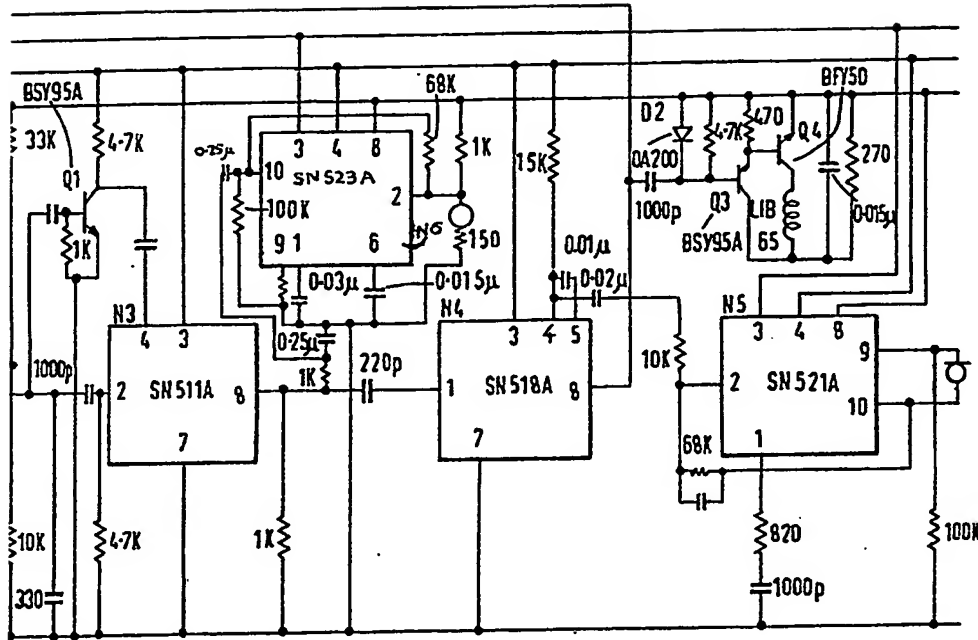 BSY95A
33K
4·7K
Q1
1K
0·25µ
68K
3 4 8
10
SN523A
2
100K
9 1 6
N6
1K
150
0·03µ
0·015µ
15K
D2
OA200
4·7K
470
BFY50
Q4
270
0·015µ
1000p
Q3
BSY95A
L1B
65
0·01µ
0·02µ
N3
4 3
1000p
2
SN511A
8
7
0·25µ
1K
220p
N4
3 4 5
1
SN518A
8
7
10K
N5
3 4 8
9
2
SN521A
10
1
68K
10K
330
4·7K
1K
820
1000p
100K